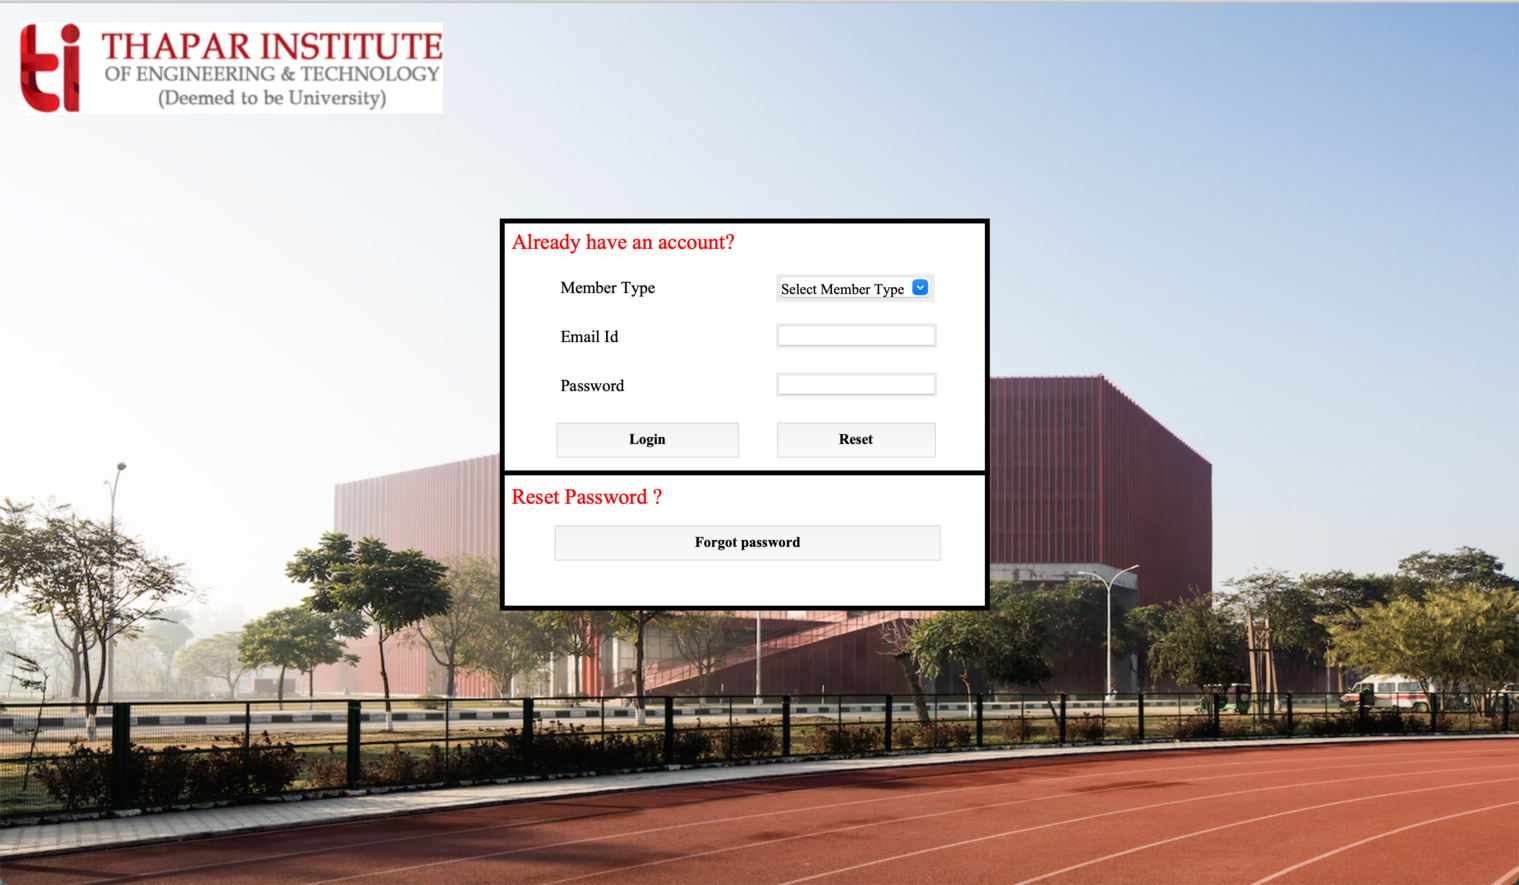 THAPAR INSTITUTE
OF ENGINEERING & TECHNOLOGY
(Deemed to be University)
Already have an account?
Member Type
Select Member Type
Email Id
Password
Login
Reset
Reset Password ?
Forgot password